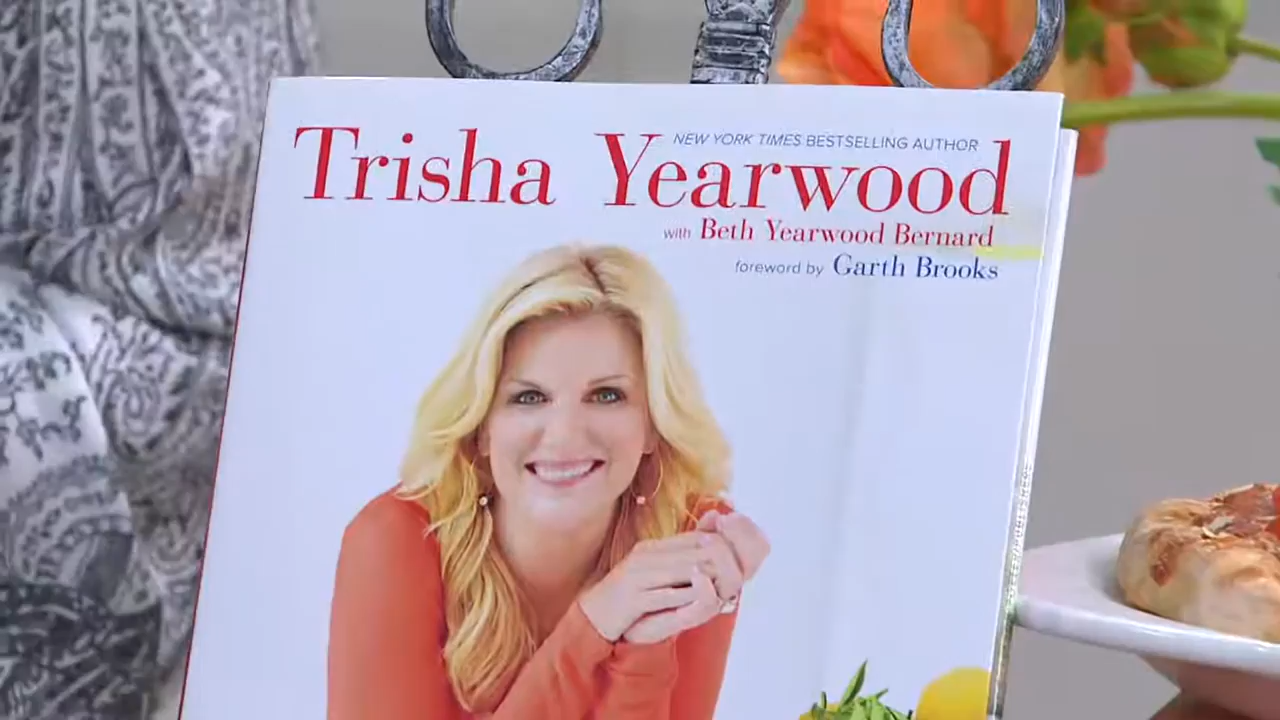 NEW YORK TIMES BESTSELLING AUTHOR
Trisha Yearwood
with Beth Yearwood Bernard
foreword by Garth Brooks